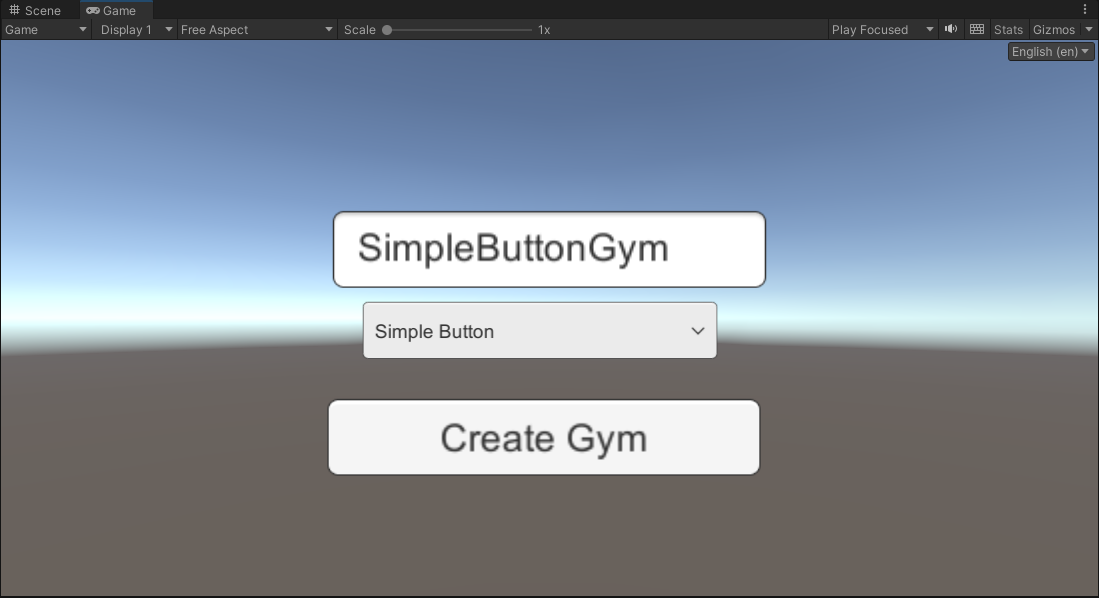 Scene Game
Game Display 1 Free Aspect Scale 1x Play Focused Stats Gizmos
English (en)
SimpleButtonGym
Simple Button
Create Gym